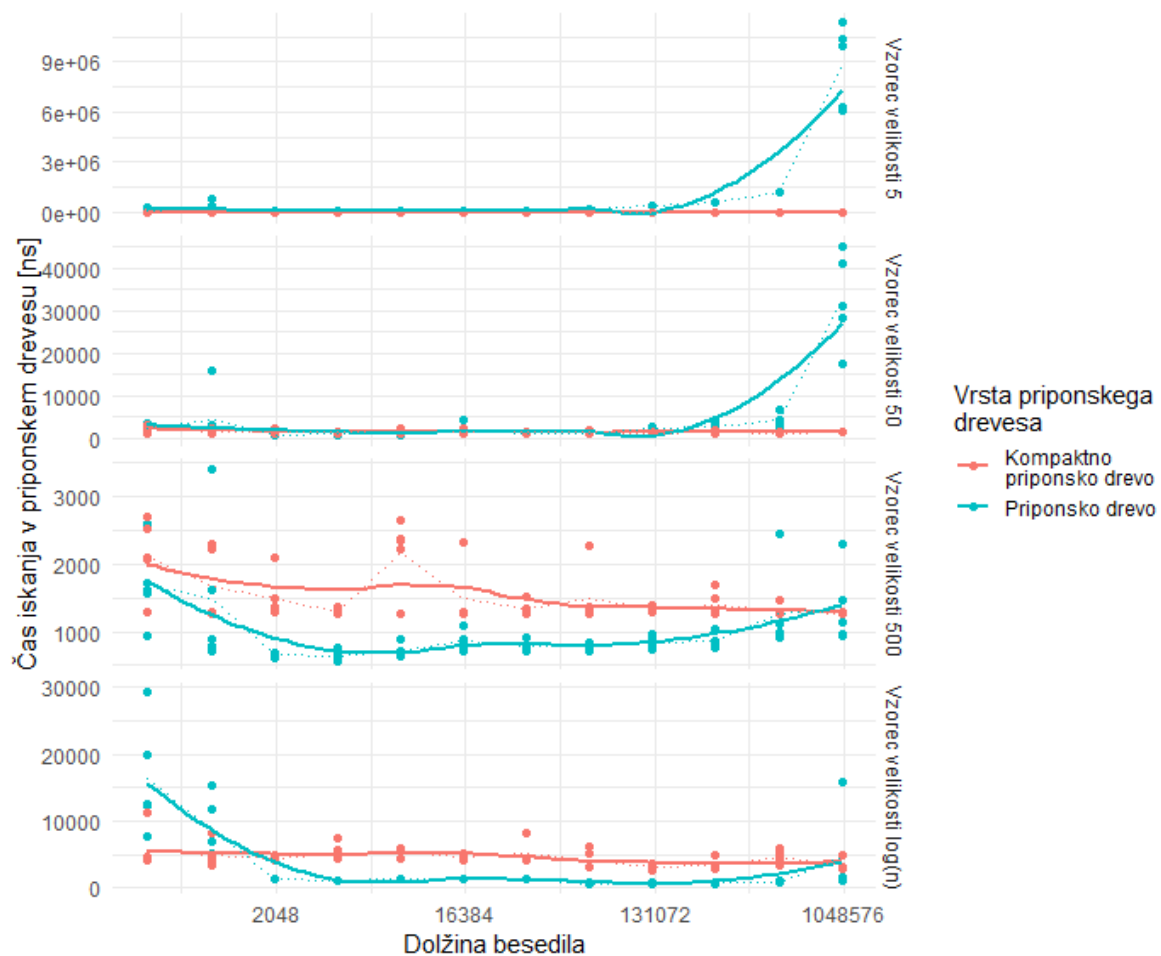 Čas iskanja v priponskem drevesu [ns]
9e+06
6e+06
3e+06
0e+00
Vzorec velikosti 5
40000
30000
20000
10000
0
Vzorec velikosti 50
3000
2000
1000
Vzorec velikosti 500
30000
20000
10000
0
Vzorec velikosti log(n)
2048
16384
131072
1048576
Dolžina besedila
Vrsta priponskega
drevesa
Kompaktno
priponsko drevo
Priponsko drevo